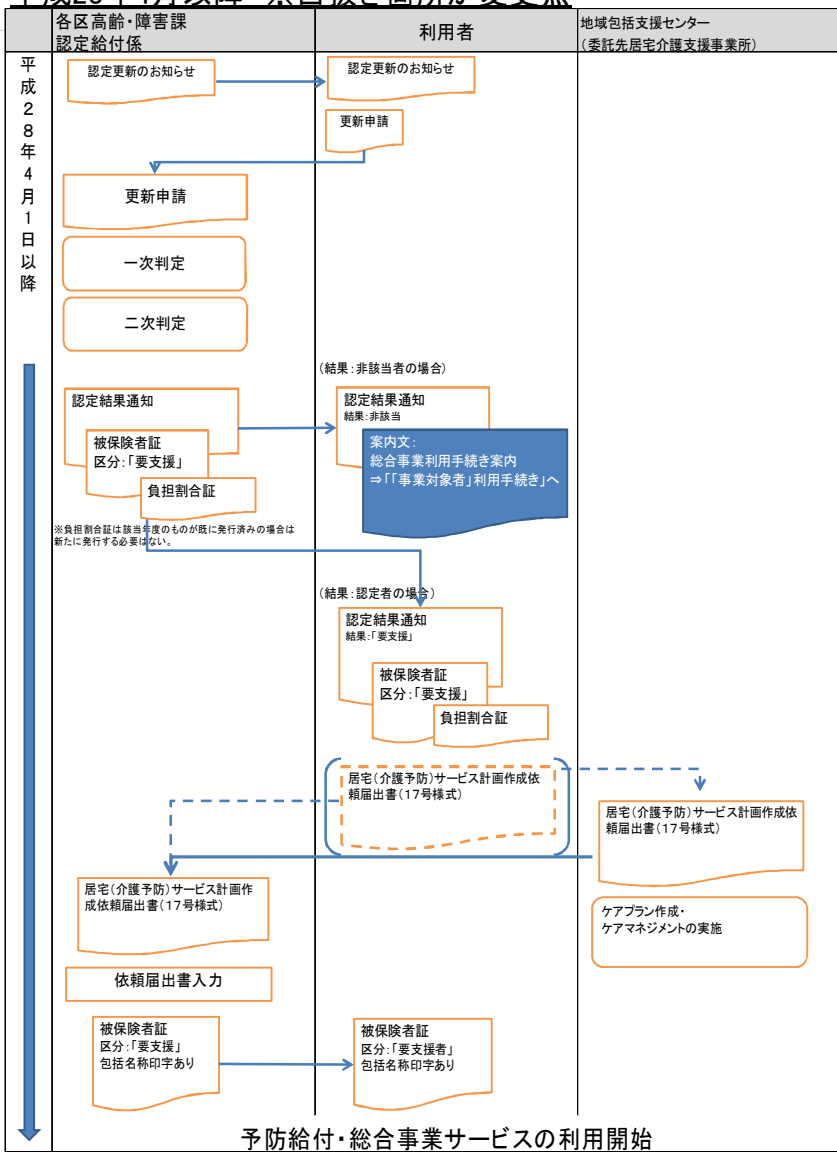 各区高齢・障害課
認定給付係
利用者
地域包括支援センター
(委託先居宅介護支援事業所)
平成28年4月1日以降
認定更新のお知らせ
認定更新のお知らせ
更新申請
更新申請
一次判定
二次判定
(結果:非該当者の場合)
認定結果通知
被保険者証
区分:「要支援」
負担割合証
認定結果通知
結果:非該当
案内文:
総合事業利用手続き案内
⇒「「事業対象者」利用手続き」へ
※負担割合証は該当年度のものが既に発行済みの場合は
新たに発行する必要はない。
(結果:認定者の場合)
認定結果通知
結果:「要支援」
被保険者証
区分:「要支援」
負担割合証
居宅(介護予防)サービス計画作成依
頼届出書(17号様式)
居宅(介護予防)サービス計画作成依
頼届出書(17号様式)
居宅(介護予防)サービス計画作
成依頼届出書(17号様式)
ケアプラン作成・
ケアマネジメントの実施
依頼届出書入力
被保険者証
区分:「要支援」
包括名称印字あり
被保険者証
区分:「要支援者」
包括名称印字あり
予防給付・総合事業サービスの利用開始